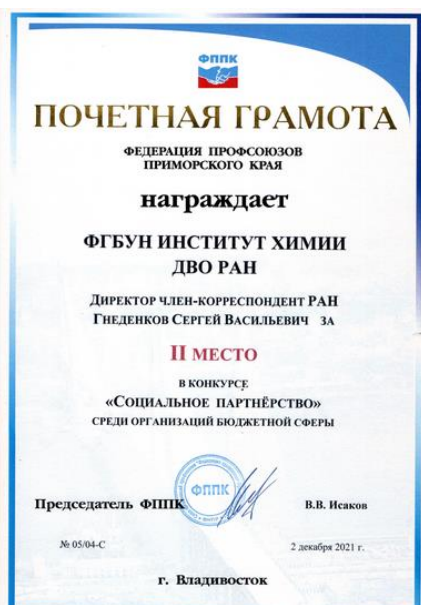 ФППК
ПОЧЕТНАЯ ГРАМОТА
ФЕДЕРАЦИЯ ПРОФСОЮЗОВ
ПРИМОРСКОГО КРАЯ
награждает
ФГБУН ИНСТИТУТ ХИМИИ
ДВО РАН
ДИРЕКТОР ЧЛЕН-КОРРЕСПОНДЕНТ РАН
ГНЕДЕНКОВ СЕРГЕЙ ВАСИЛЬЕВИЧ ЗА
II МЕСТО
В КОНКУРСЕ
«СОЦИАЛЬНОЕ ПАРТНЁРСТВО»
СРЕДИ ОРГАНИЗАЦИЙ БЮДЖЕТНОЙ СФЕРЫ
ФППК
Председатель ФППК В.В. Исаков
№ 05/04-С 2 декабря 2021 г.
г. Владивосток